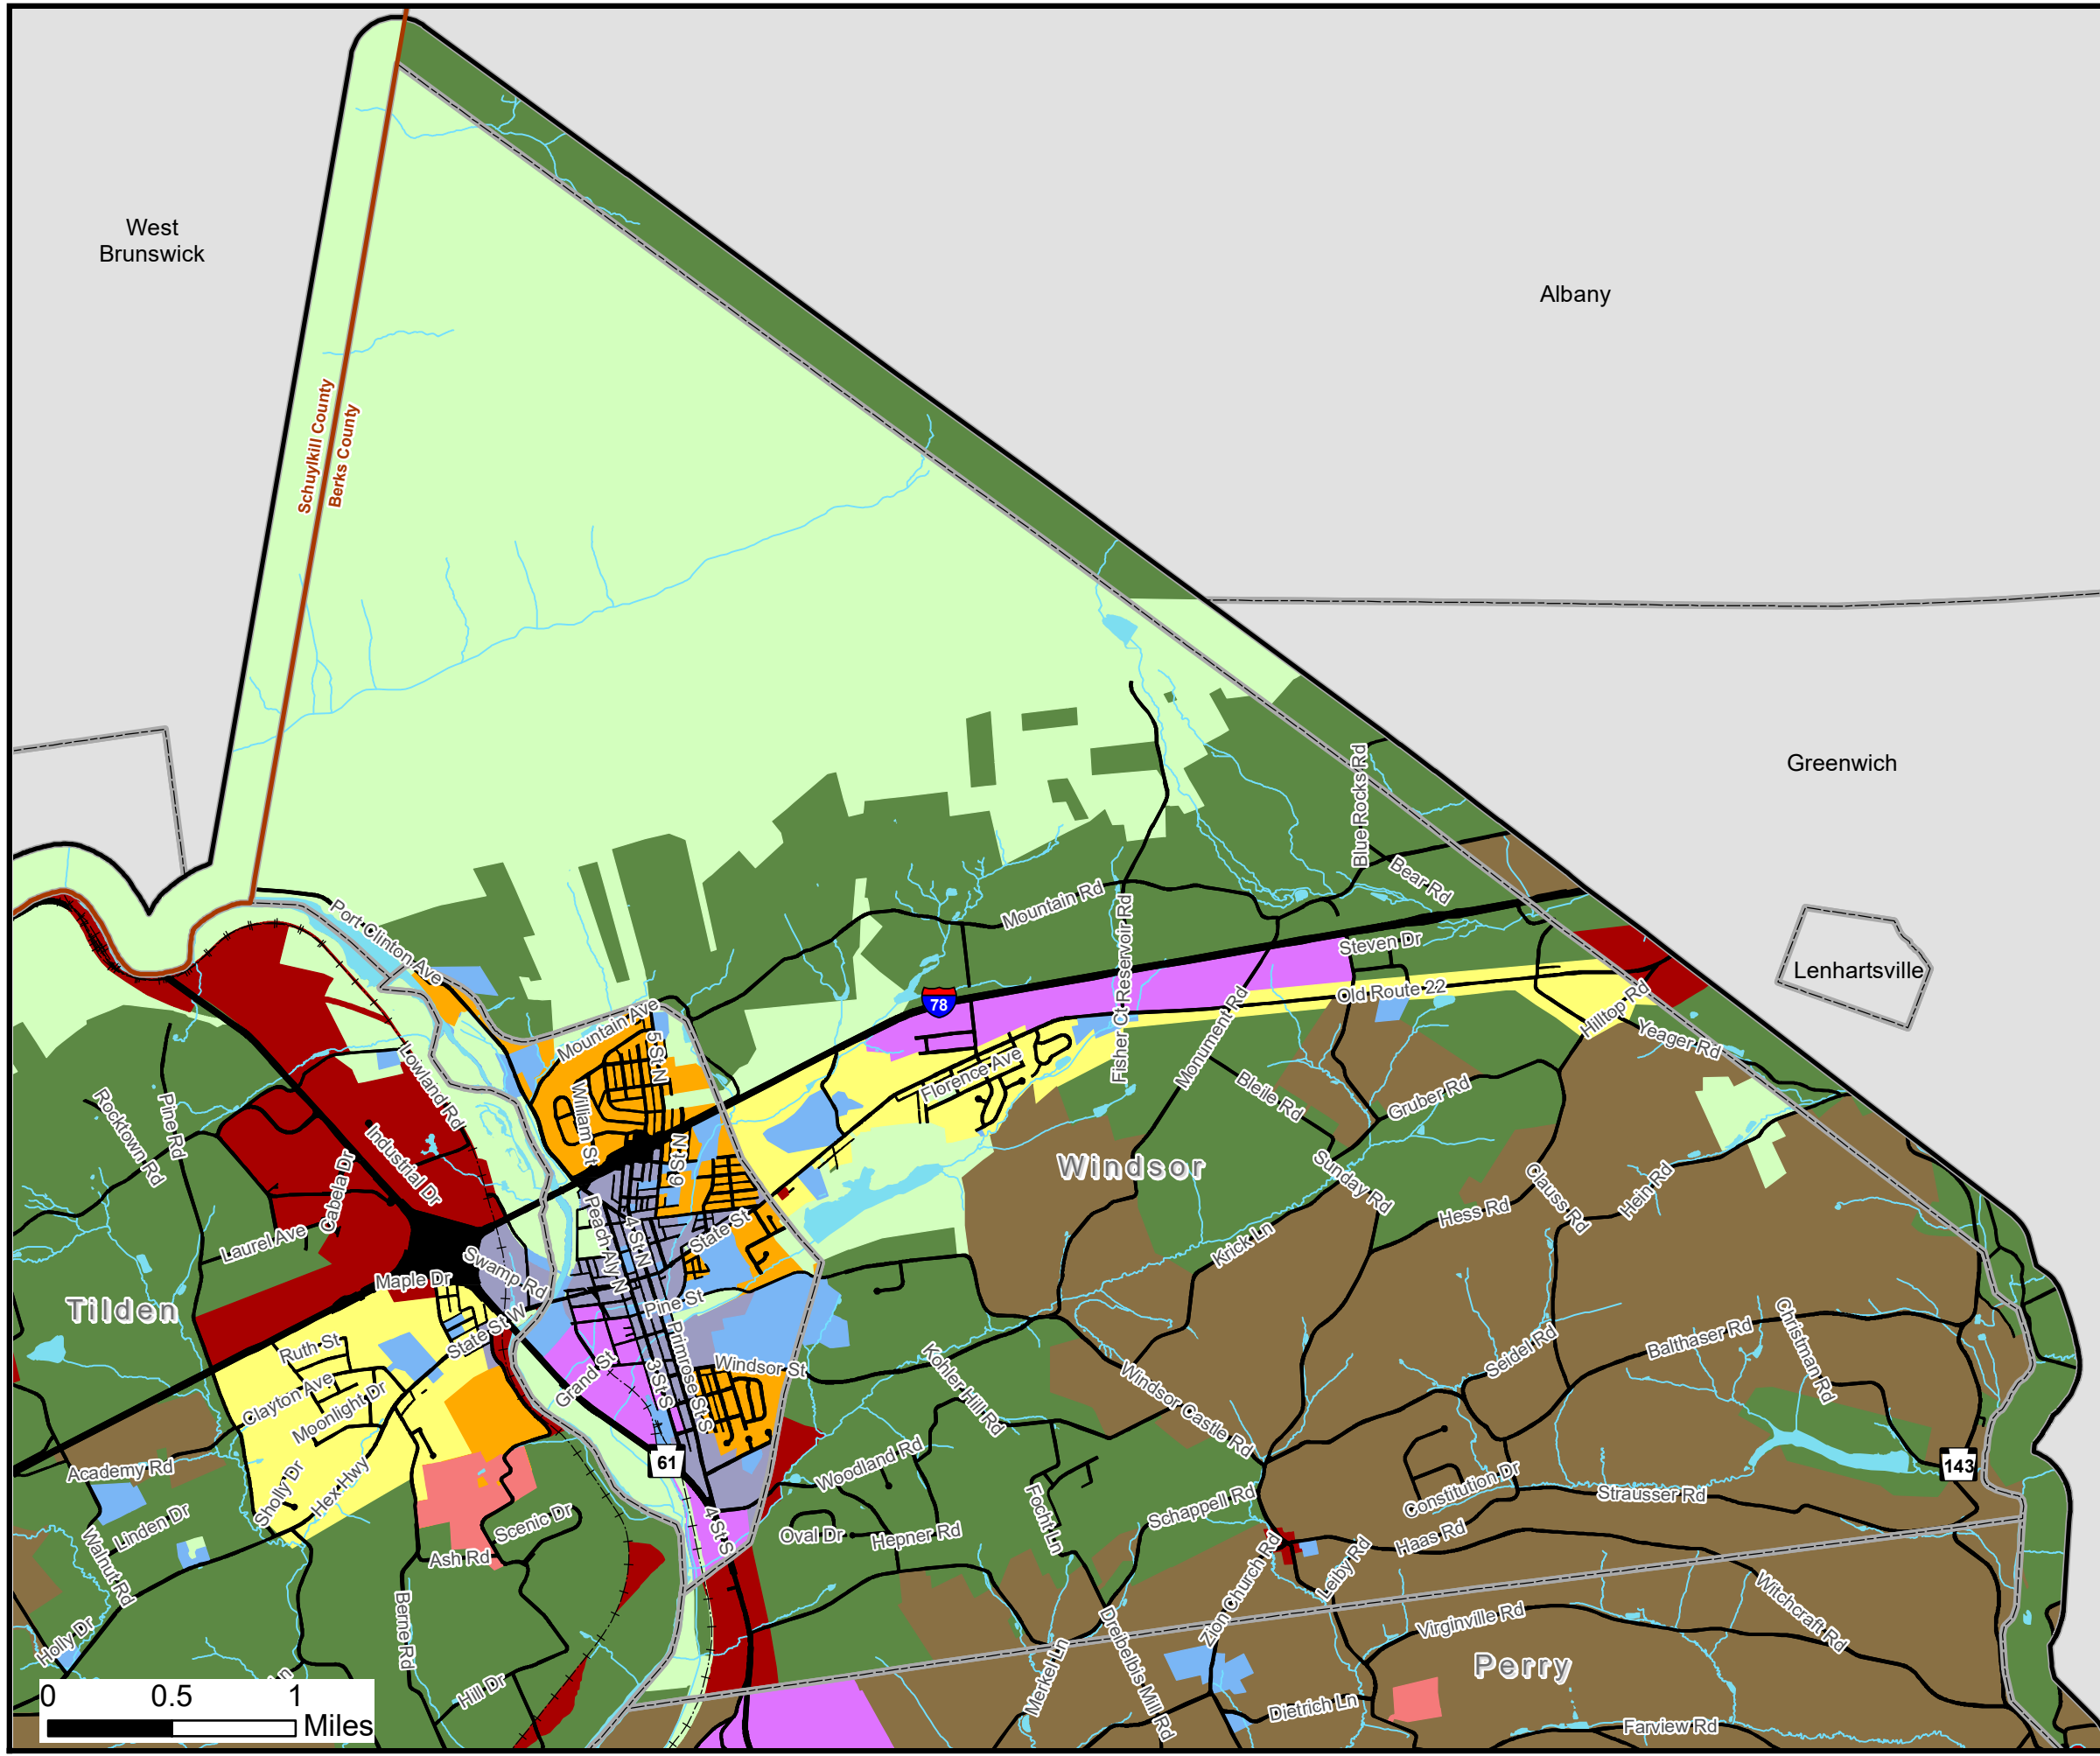 West
Brunswick
Albany
Schuylkill County
Berks County
Greenwich
Lenhartsville
Blue Rocks Rd
Bear Rd
Mountain Rd
Port Clinton Ave
Fisher Ct Reservoir Rd
Steven Dr
78
Old Route 22
Hilltop Rd
Yeager Rd
Mountain Ave
5 St N
Monument Rd
Florence Ave
Lowland Rd
William St
Bleile Rd
Gruber Rd
Rocktown Rd
Pine Rd
Industrial Dr
Cabela Dr
9 St N
Windsor
Sunday Rd
Clauss Rd
Hein Rd
Hess Rd
Krick Ln
Laurel Ave
Peach Aly N
4 St N
State St
Swamp Rd
Maple Dr
Tilden
State St W
Pine St
Ruth St
Primrose St S
Windsor St
Kohler Hill Rd
Seidel Rd
Balthaser Rd
Christman Rd
Clayton Ave
Moonlight Dr
Grand St
3 St S
Windsor Castle Rd
Academy Rd
61
Woodland Rd
143
Sholly Dr
Hex Hwy
Constitution Dr
Strausser Rd
Linden Dr
Scenic Dr
4 St S
Oval Dr
Hepner Rd
Focht Ln
Schappell Rd
Haas Rd
Walnut Rd
Ash Rd
Zion Church Rd
Leiby Rd
Witchcraft Rd
Berne Rd
Holly Dr
Virginville Rd
Perry
Merkel Ln
Dreibelbis Mill Rd
Hill Dr
Dietrich Ln
Farview Rd
0 0.5 1
Miles